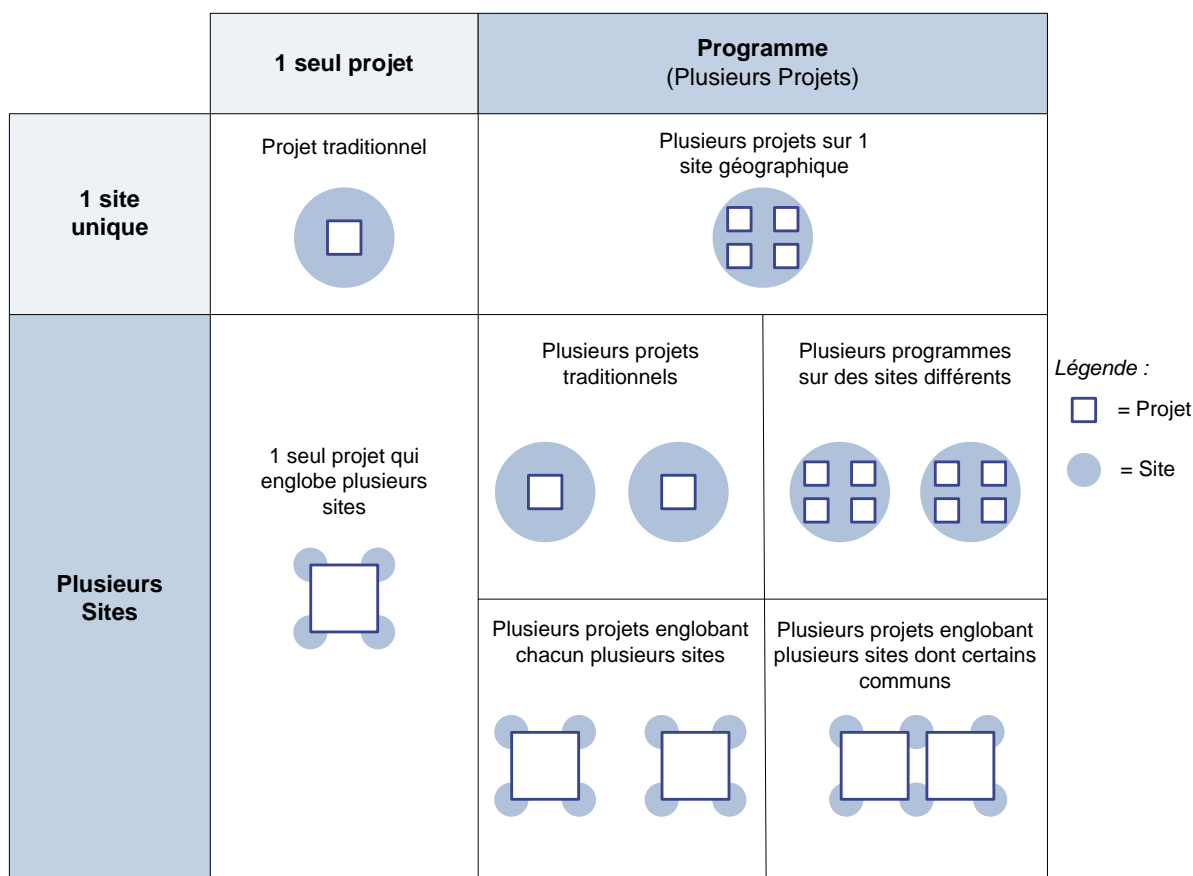 1 seul projet
Programme
(Plusieurs Projets)
1 site
unique
Projet traditionnel
Plusieurs projets sur 1
site géographique
Plusieurs
Sites
1 seul projet qui
englobe plusieurs
sites
Plusieurs projets
traditionnels
Plusieurs programmes
sur des sites différents
Plusieurs projets englobant
chacun plusieurs sites
Plusieurs projets englobant
plusieurs sites dont certains
communs
Légende :
= Projet
= Site